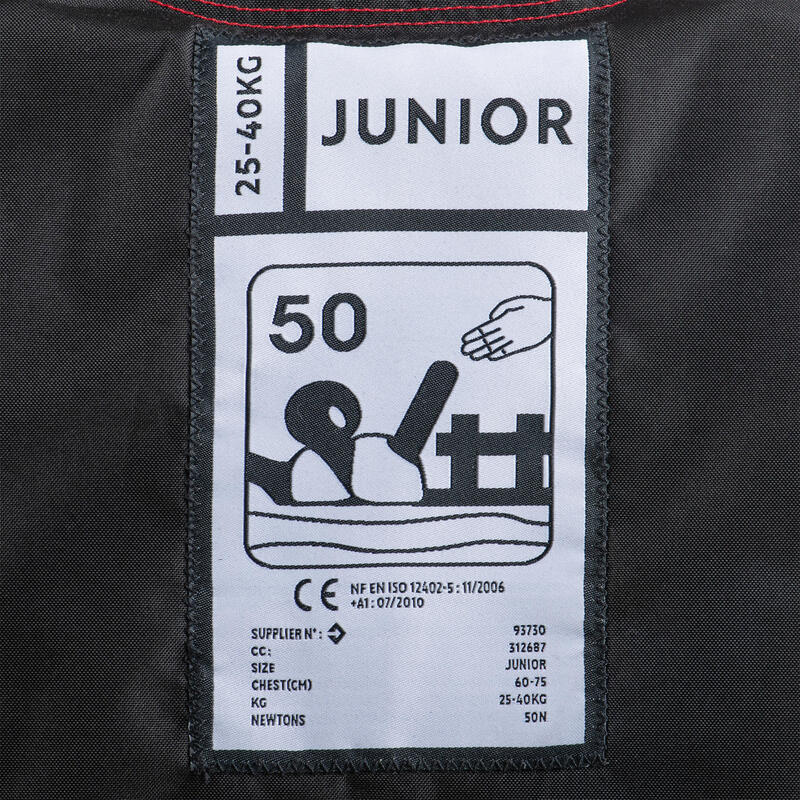 25-40KG
JUNIOR
50
CE NF EN ISO 12402-5 : 11/2006
+A1 : 07/2010
SUPPLIER N° : 93730
CC: 312687
SIZE JUNIOR
CHEST(CM) 60-75
KG 25-40KG
NEWTONS 50N